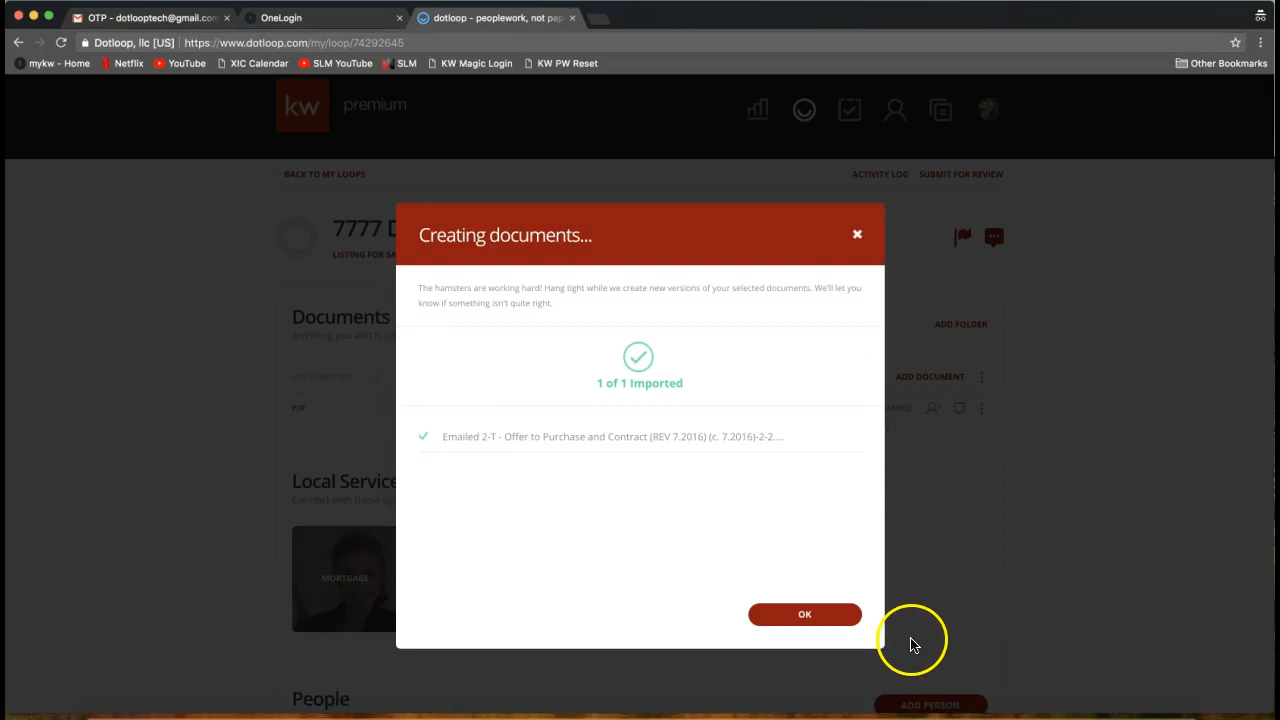 OTP - dotlooptech@gmail.con
OneLogin
dotloop - peoplework, not pap
Dotloop, llc [US]
https://www.dotloop.com/my/loop/74292645
mykw - Home
Netflix
YouTube
XIC Calendar
SLM YouTube
SLM
KW Magic Login
KW PW Reset
Other Bookmarks
kw
premium
BACK TO MY LOOPS
ACTIVITY LOG
SUBMIT FOR REVIEW
7777 D
LISTING FOR SA
Creating documents...
The hamsters are working hard! Hang tight while we create new versions of your selected documents. We'll let you
know if something isn't quite right.
Documents
Anything you add is
ADD FOLDER
1 of 1 Imported
NOT SUBMITTED
ADD DOCUMENT
PDF
Emailed 2-T - Offer to Purchase and Contract (REV 7.2016) (c. 7.2016)-2-2....
Local Service
Connect with these
MORTGAGE
OK
People
ADD PERSON